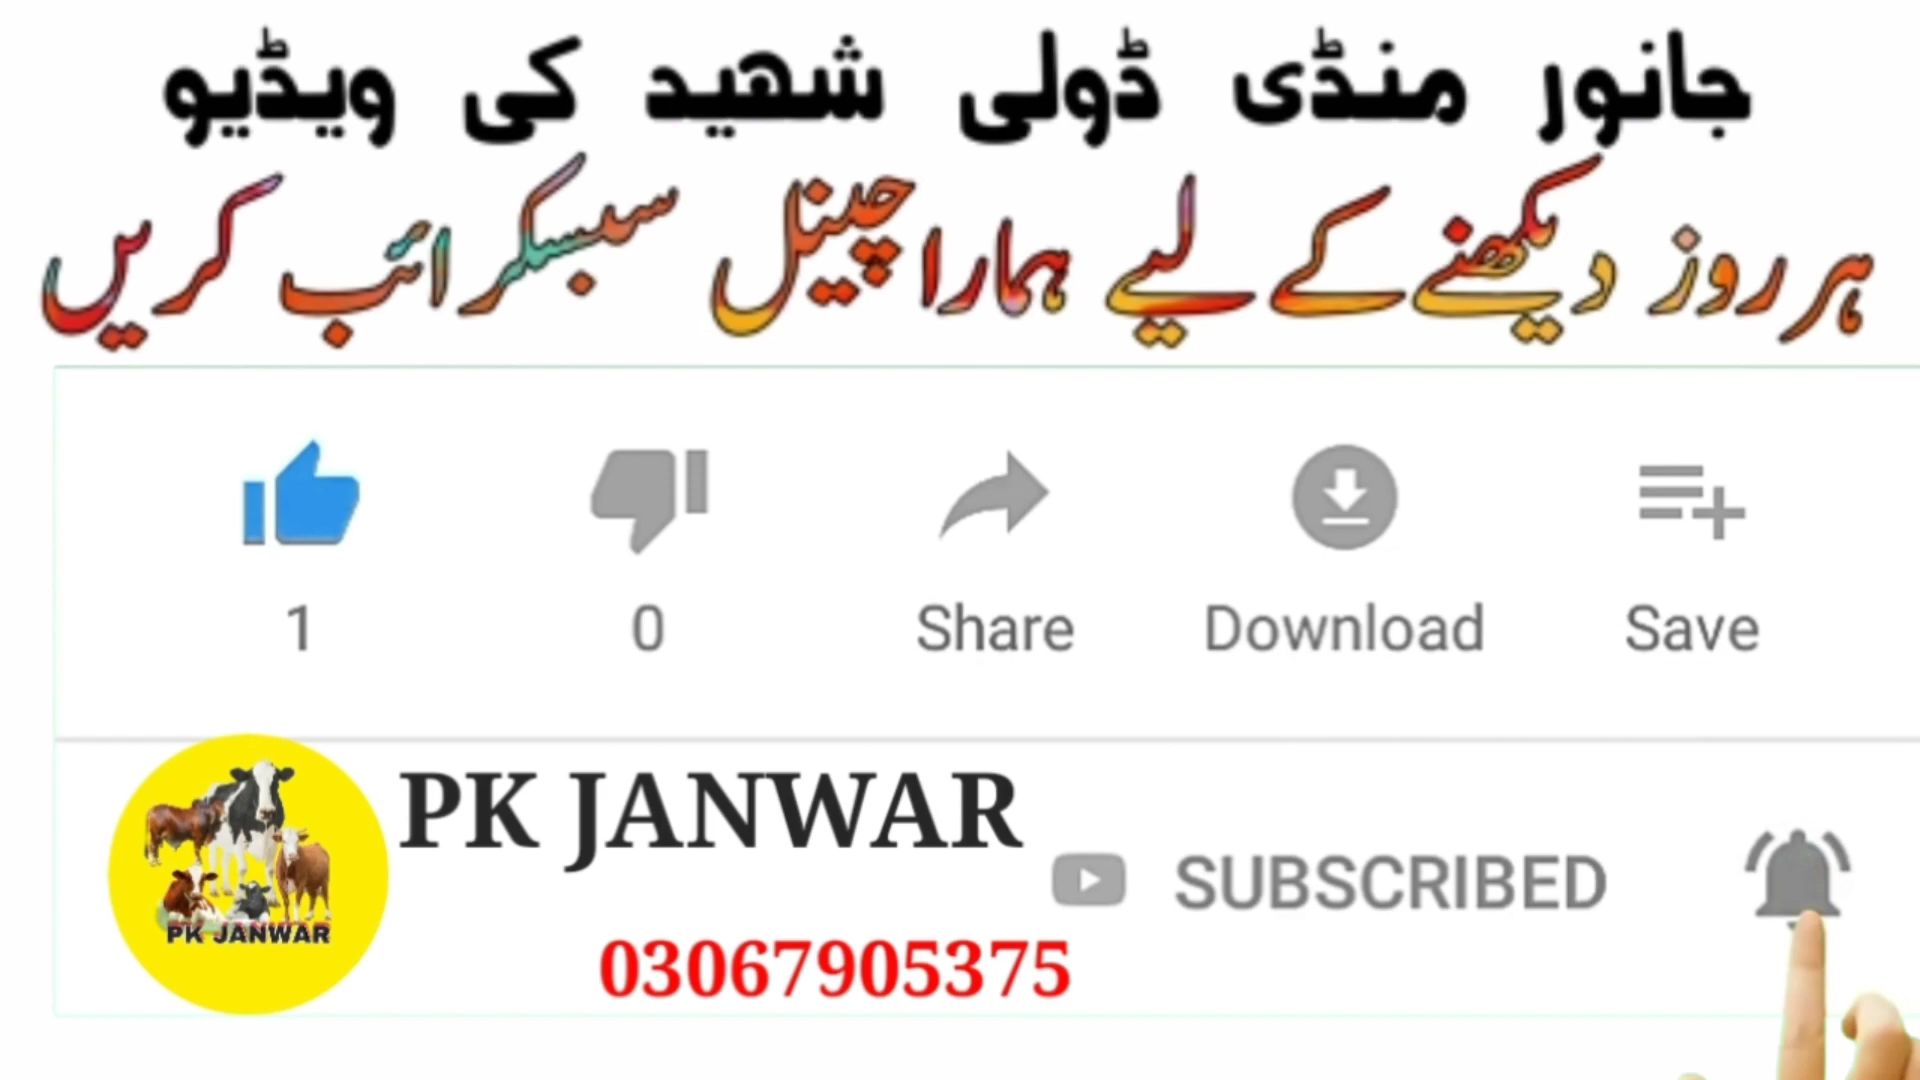 جانور منڈی ڈولی شھید کی ویڈیو
ہر روز دیکھنے کے لیے ہمارا چینل سبسکرائب کریں
1 0 Share Download Save
PK JANWAR
SUBSCRIBED
PK JANWAR
03067905375